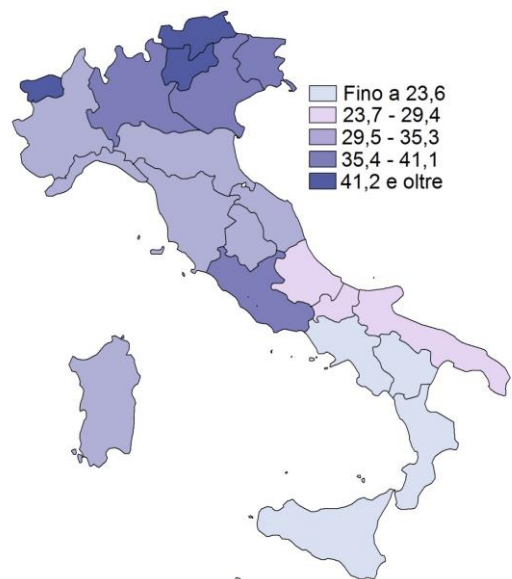 Fino a 23,6
23,7 - 29,4
29,5 - 35,3
35,4 - 41,1
41,2 e oltre